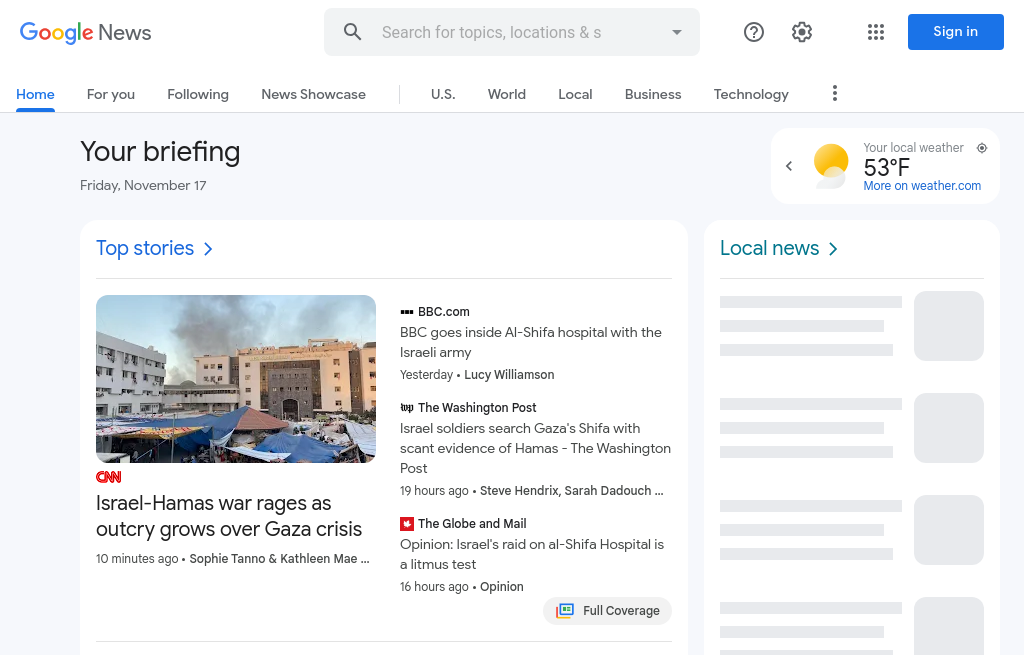 Google News
Search for topics, locations & s
Sign in
Home
For you
Following
News Showcase
U.S.
World
Local
Business
Technology
Your briefing
Friday, November 17
Your local weather
53°F
More on weather.com
Top stories
CNN
Israel-Hamas war rages as
outcry grows over Gaza crisis
10 minutes ago • Sophie Tanno & Kathleen Mae ...
BBC.com
BBC goes inside Al-Shifa hospital with the
Israeli army
Yesterday • Lucy Williamson
wp The Washington Post
Israel soldiers search Gaza's Shifa with
scant evidence of Hamas - The Washington
Post
19 hours ago • Steve Hendrix, Sarah Dadouch ...
The Globe and Mail
Opinion: Israel's raid on al-Shifa Hospital is
a litmus test
16 hours ago • Opinion
Full Coverage
Local news